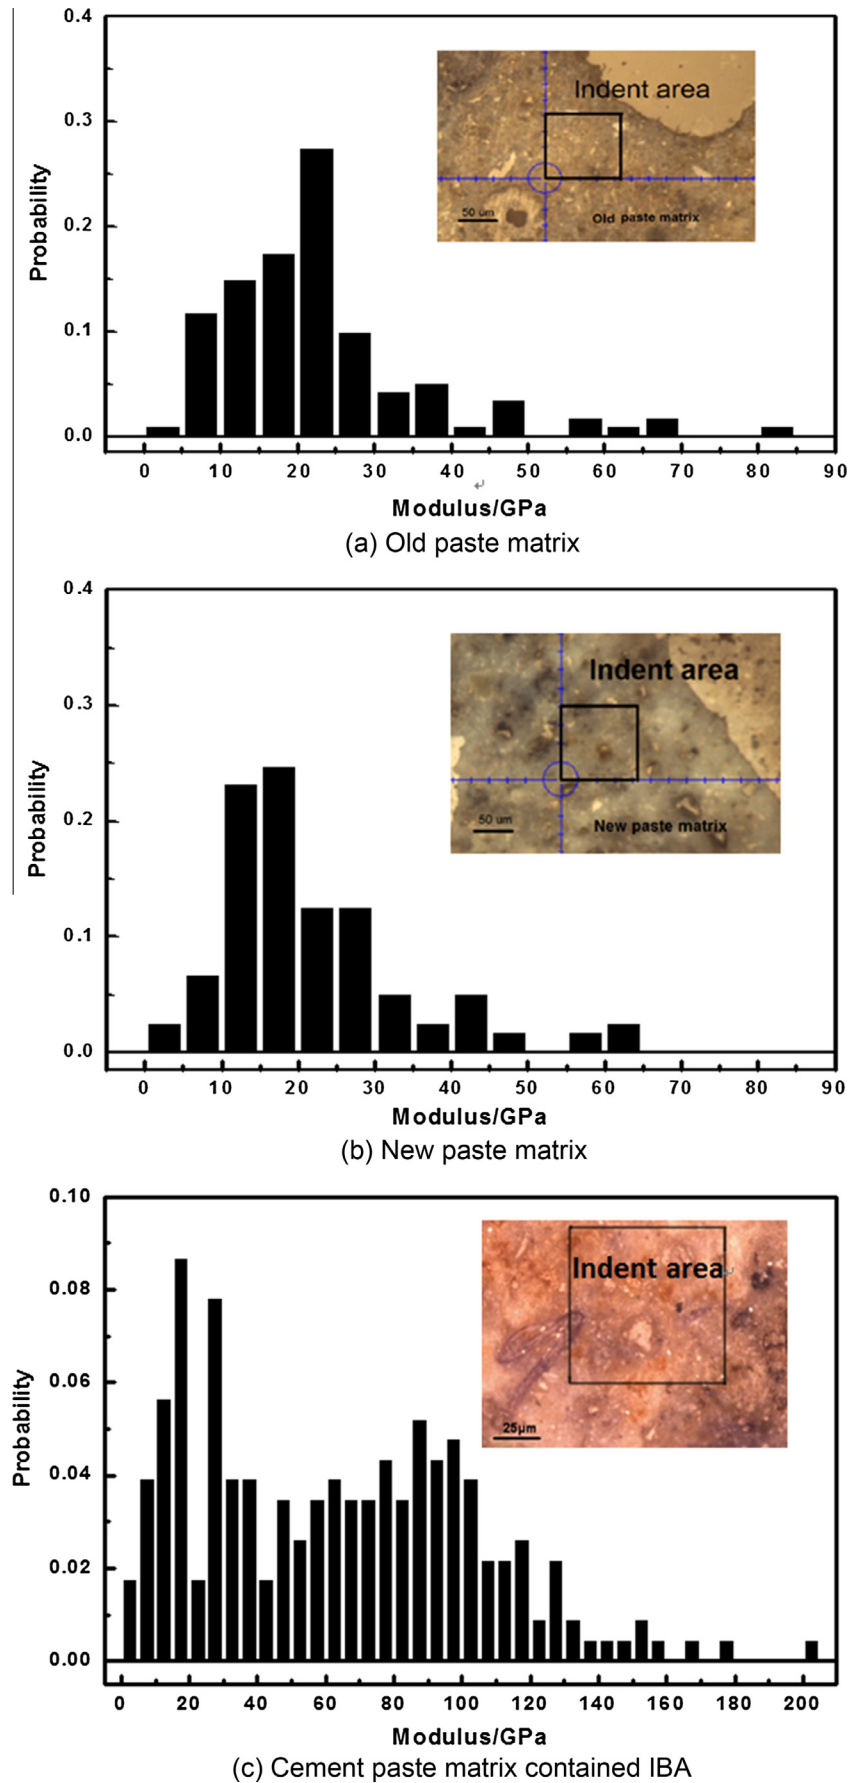 0.4
0.3
0.2
0.1
0.0
Probability
Indent area
50 um
Old paste matrix
0 10 20 30 40 50 60 70 80 90
Modulus/GPa
(a) Old paste matrix
0.4
0.3
0.2
0.1
0.0
Probability
Indent area
50 um
New paste matrix
0 10 20 30 40 50 60 70 80 90
Modulus/GPa
(b) New paste matrix
0.10
0.08
0.06
0.04
0.02
0.00
Probability
Indent area
25μm
0 20 40 60 80 100 120 140 160 180 200
Modulus/GPa
(c) Cement paste matrix contained IBA